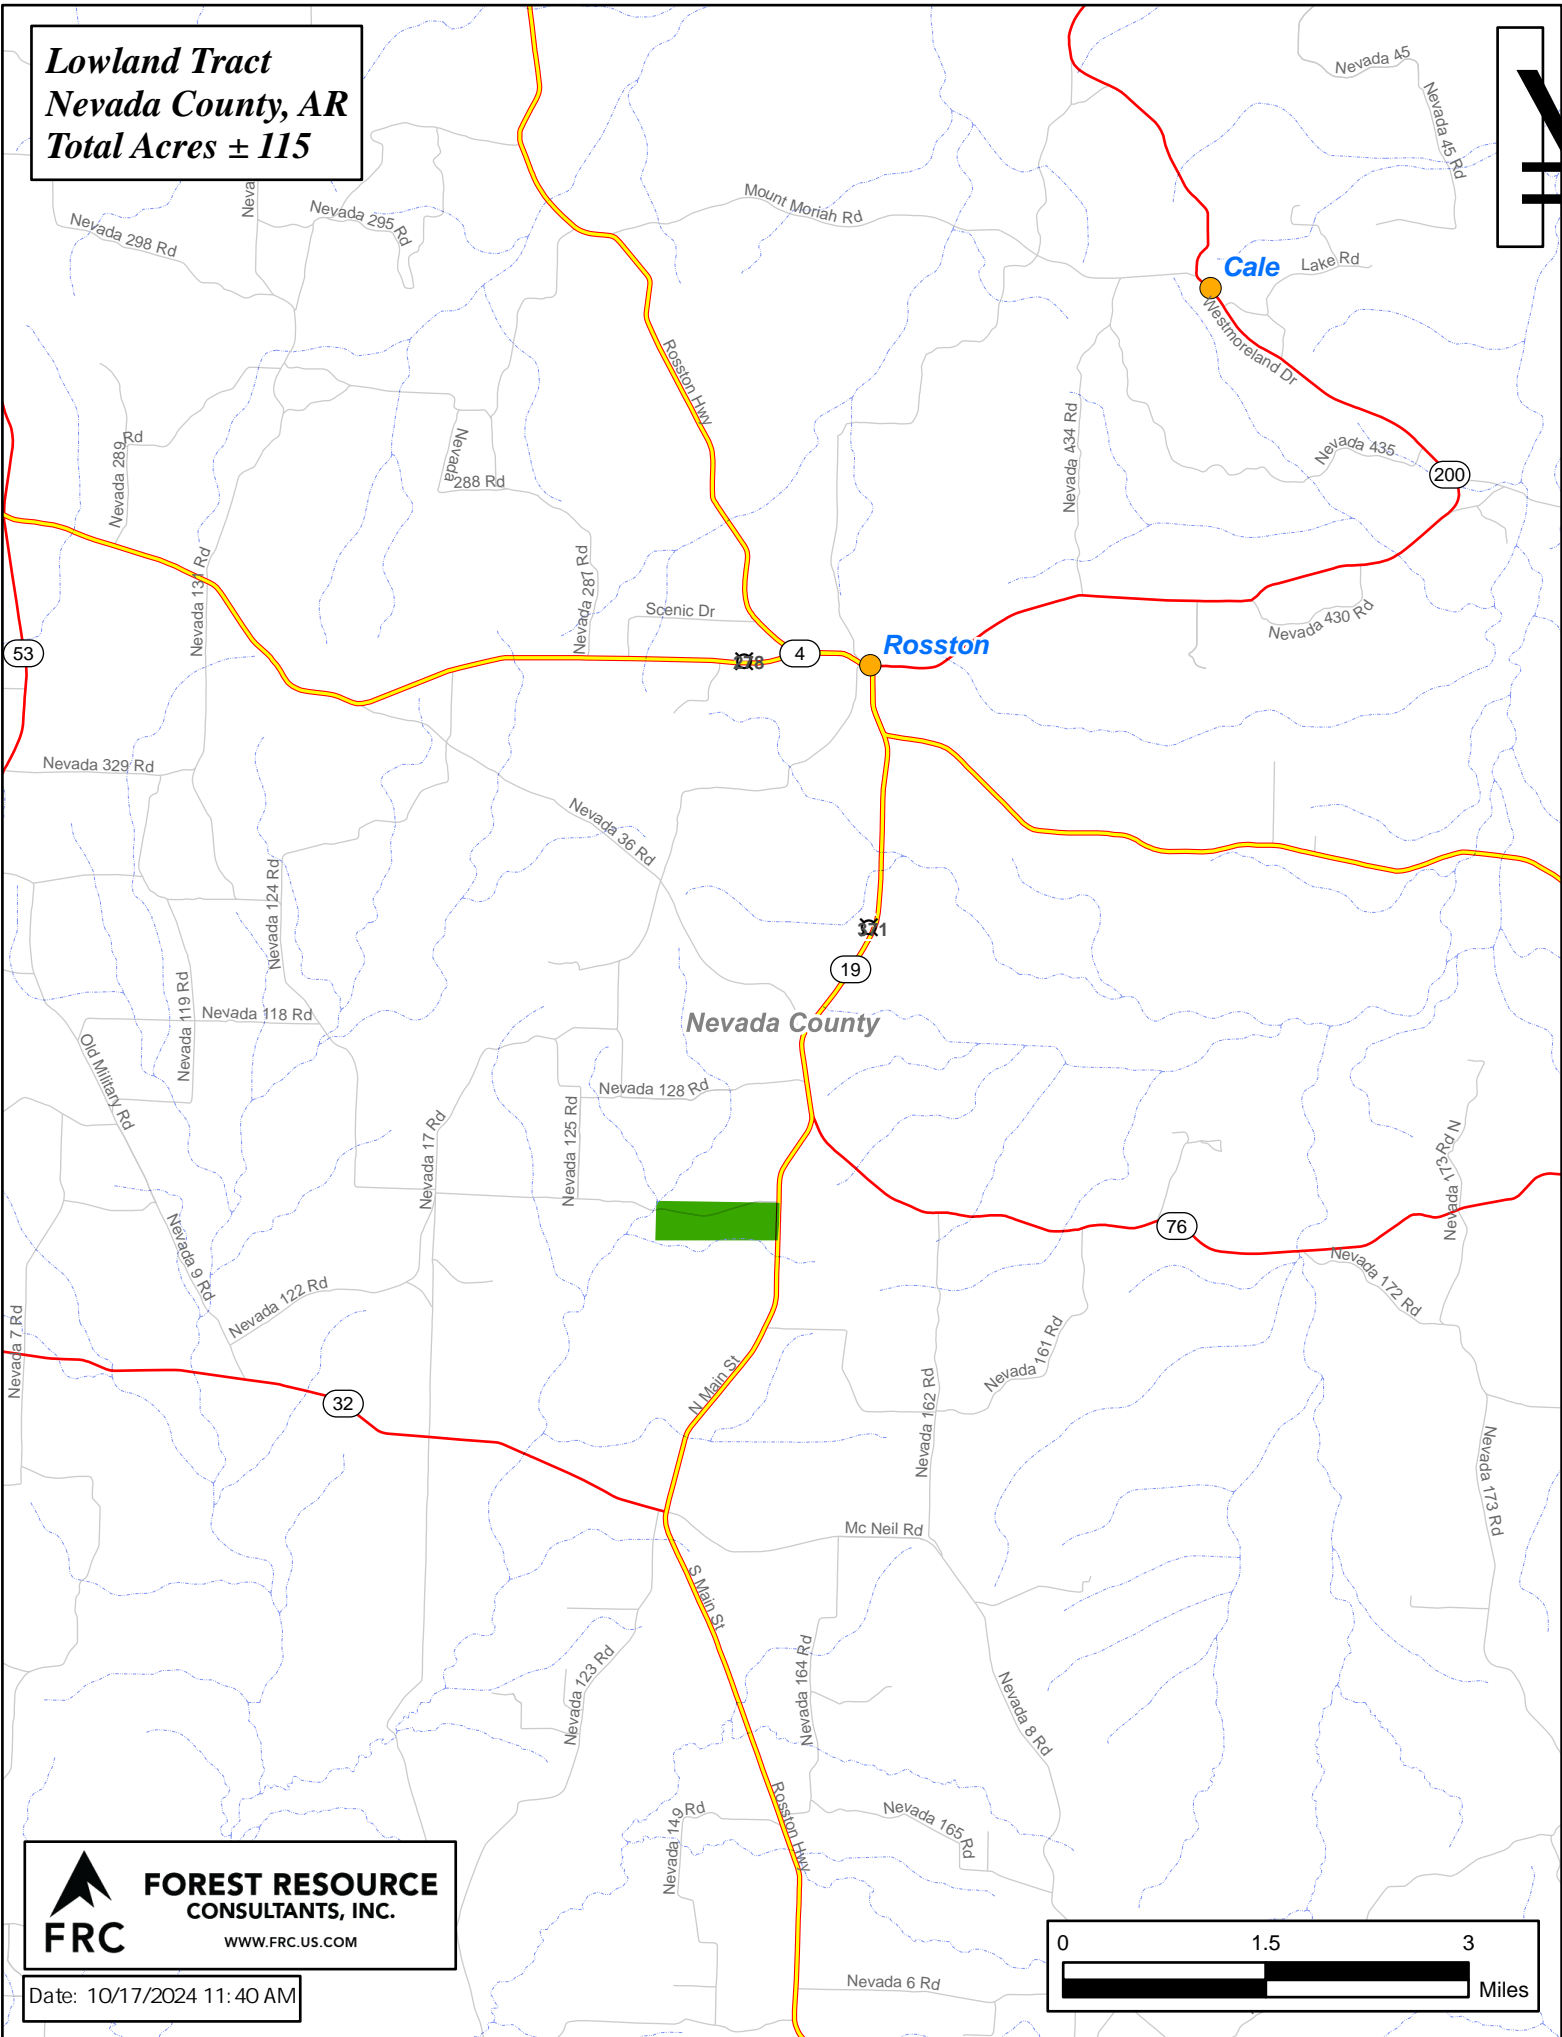 Lowland Tract
Nevada County, AR
Total Acres ± 115
Nevada 45
Nevada 45 Rd
Nevada 298 Rd
Neva
Nevada 295 Rd
Mount Moriah Rd
Cale
Lake Rd
Westmoreland Dr
Rosston Hwy
Nevada 289 Rd
Nevada 288 Rd
Nevada 434 Rd
Nevada 435
200
Nevada 131 Rd
Nevada 287 Rd
Scenic Dr
Nevada 430 Rd
53
4
Rosston
Nevada 329 Rd
Nevada 36 Rd
Nevada 124 Rd
371
19
Nevada 119 Rd
Nevada 118 Rd
Nevada County
Old Military Rd
Nevada 128 Rd
Nevada 125 Rd
Nevada 17 Rd
Nevada 173 Rd N
76
Nevada 9 Rd
Nevada 122 Rd
Nevada 172 Rd
Nevada 7 Rd
Nevada 161 Rd
N Main St
Nevada 162 Rd
32
Nevada 173 Rd
Mc Neil Rd
S Main St
Nevada 123 Rd
Nevada 164 Rd
Nevada 8 Rd
Rosston Hwy
Nevada 149 Rd
Nevada 165 Rd
FOREST RESOURCE
CONSULTANTS, INC.
FRC
WWW.FRC.US.COM
0 1.5 3
Miles
Nevada 6 Rd
Date: 10/17/2024 11:40 AM